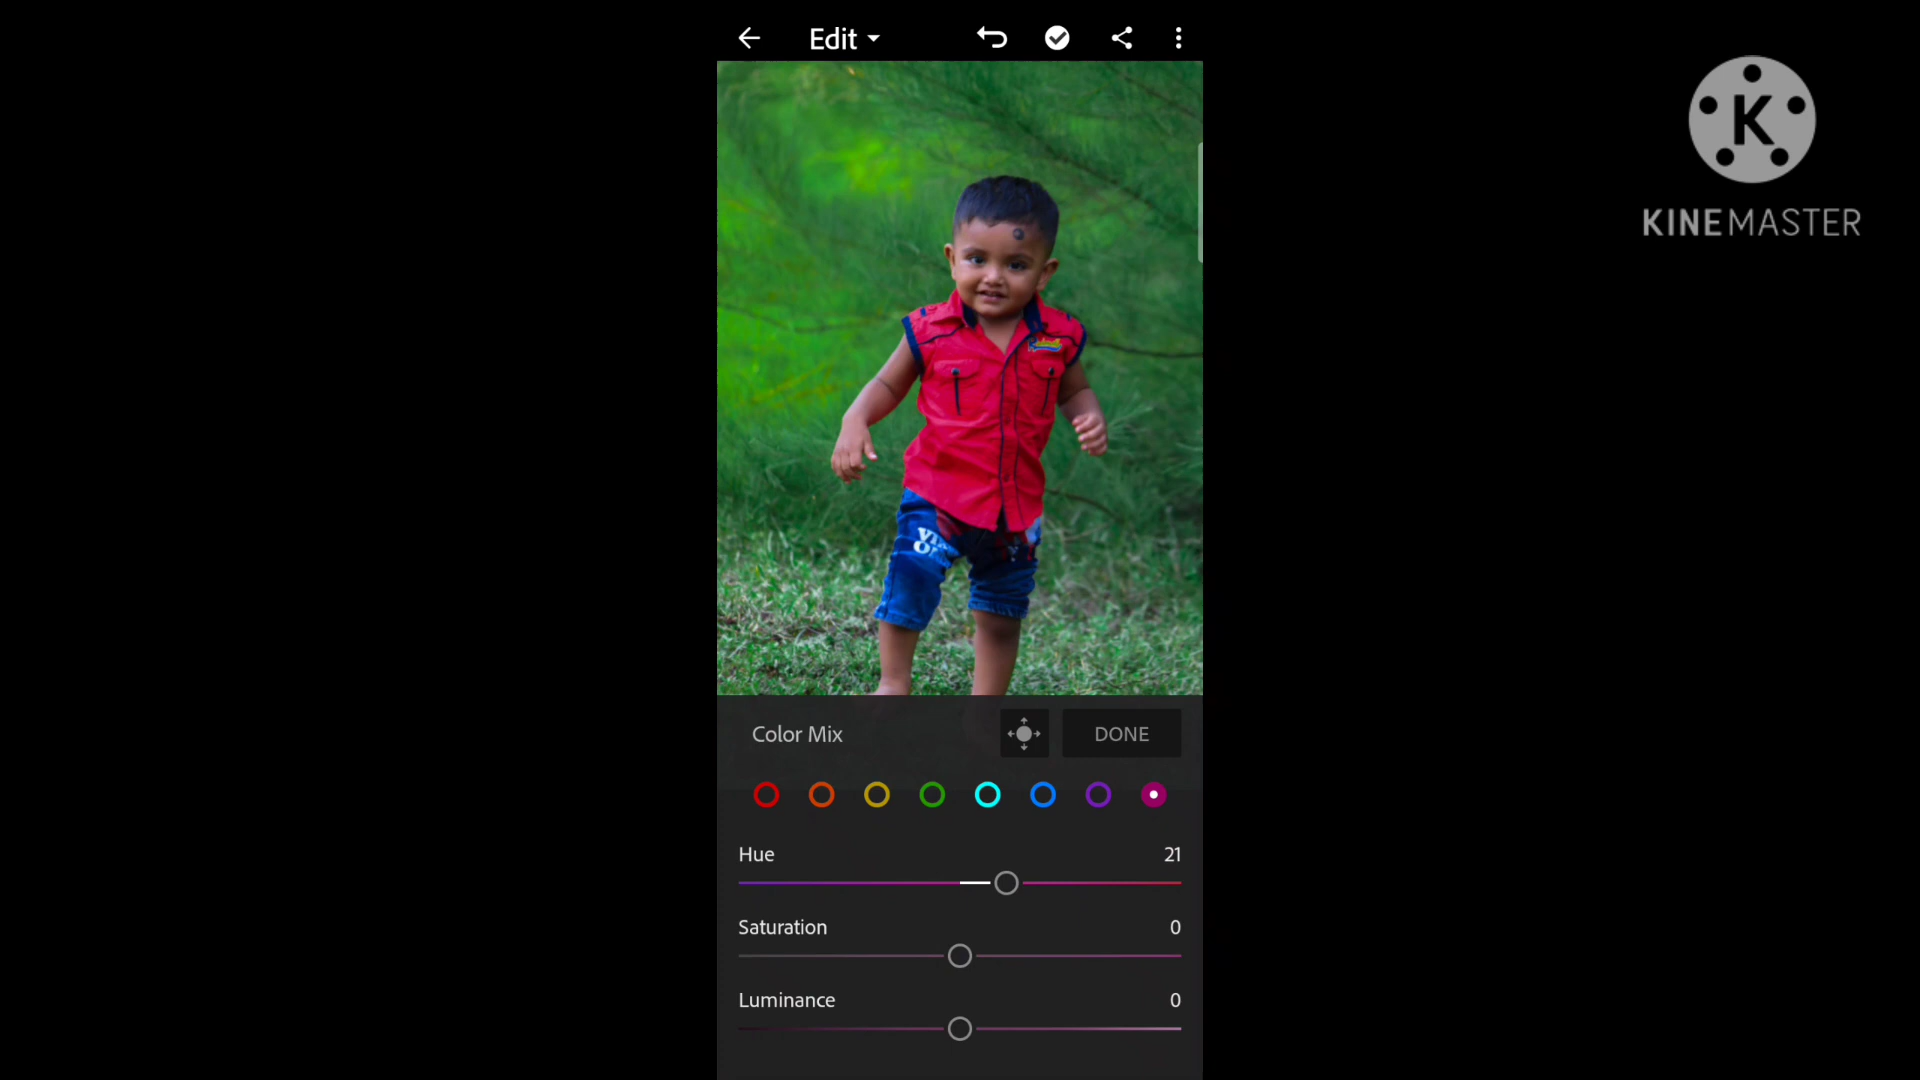 Edit
KINEMASTER
Color Mix
DONE
Hue 21
Saturation 0
Luminance 0